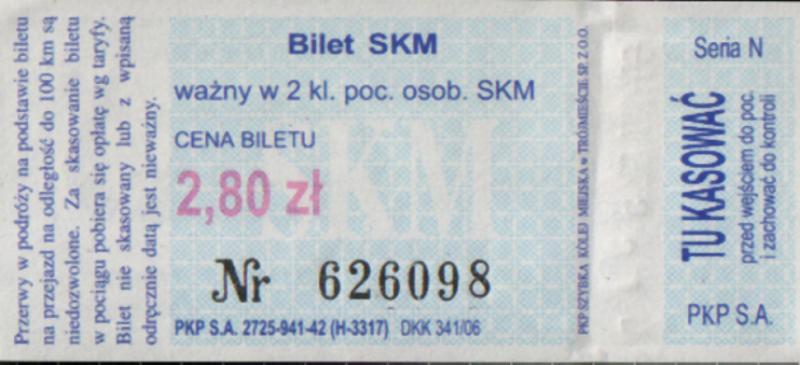 Przerwy w podróży na podstawie biletu
na przejazd na odległość do 100 km są
niedozwolone. Za skasowanie biletu
w pociągu pobiera się opłatę wg taryfy.
Bilet nie skasowany lub z wpisaną
odręcznie datą jest nieważny.
Bilet SKM
ważny w 2 kl. poc. osob. SKM
CENA BILETU
2,80 zł
SKM
Nr 626098
PKP S.A. 2725-941-42 (H-3317) DKK 341/06
PKP SZYBKA KOLEJ MIEJSKA w TRÓJMIEŚCIE SP. Z O.O.
Seria N
TU KASOWAĆ
przed wejściem do poc.
i zachować do kontroli
PKP S.A.